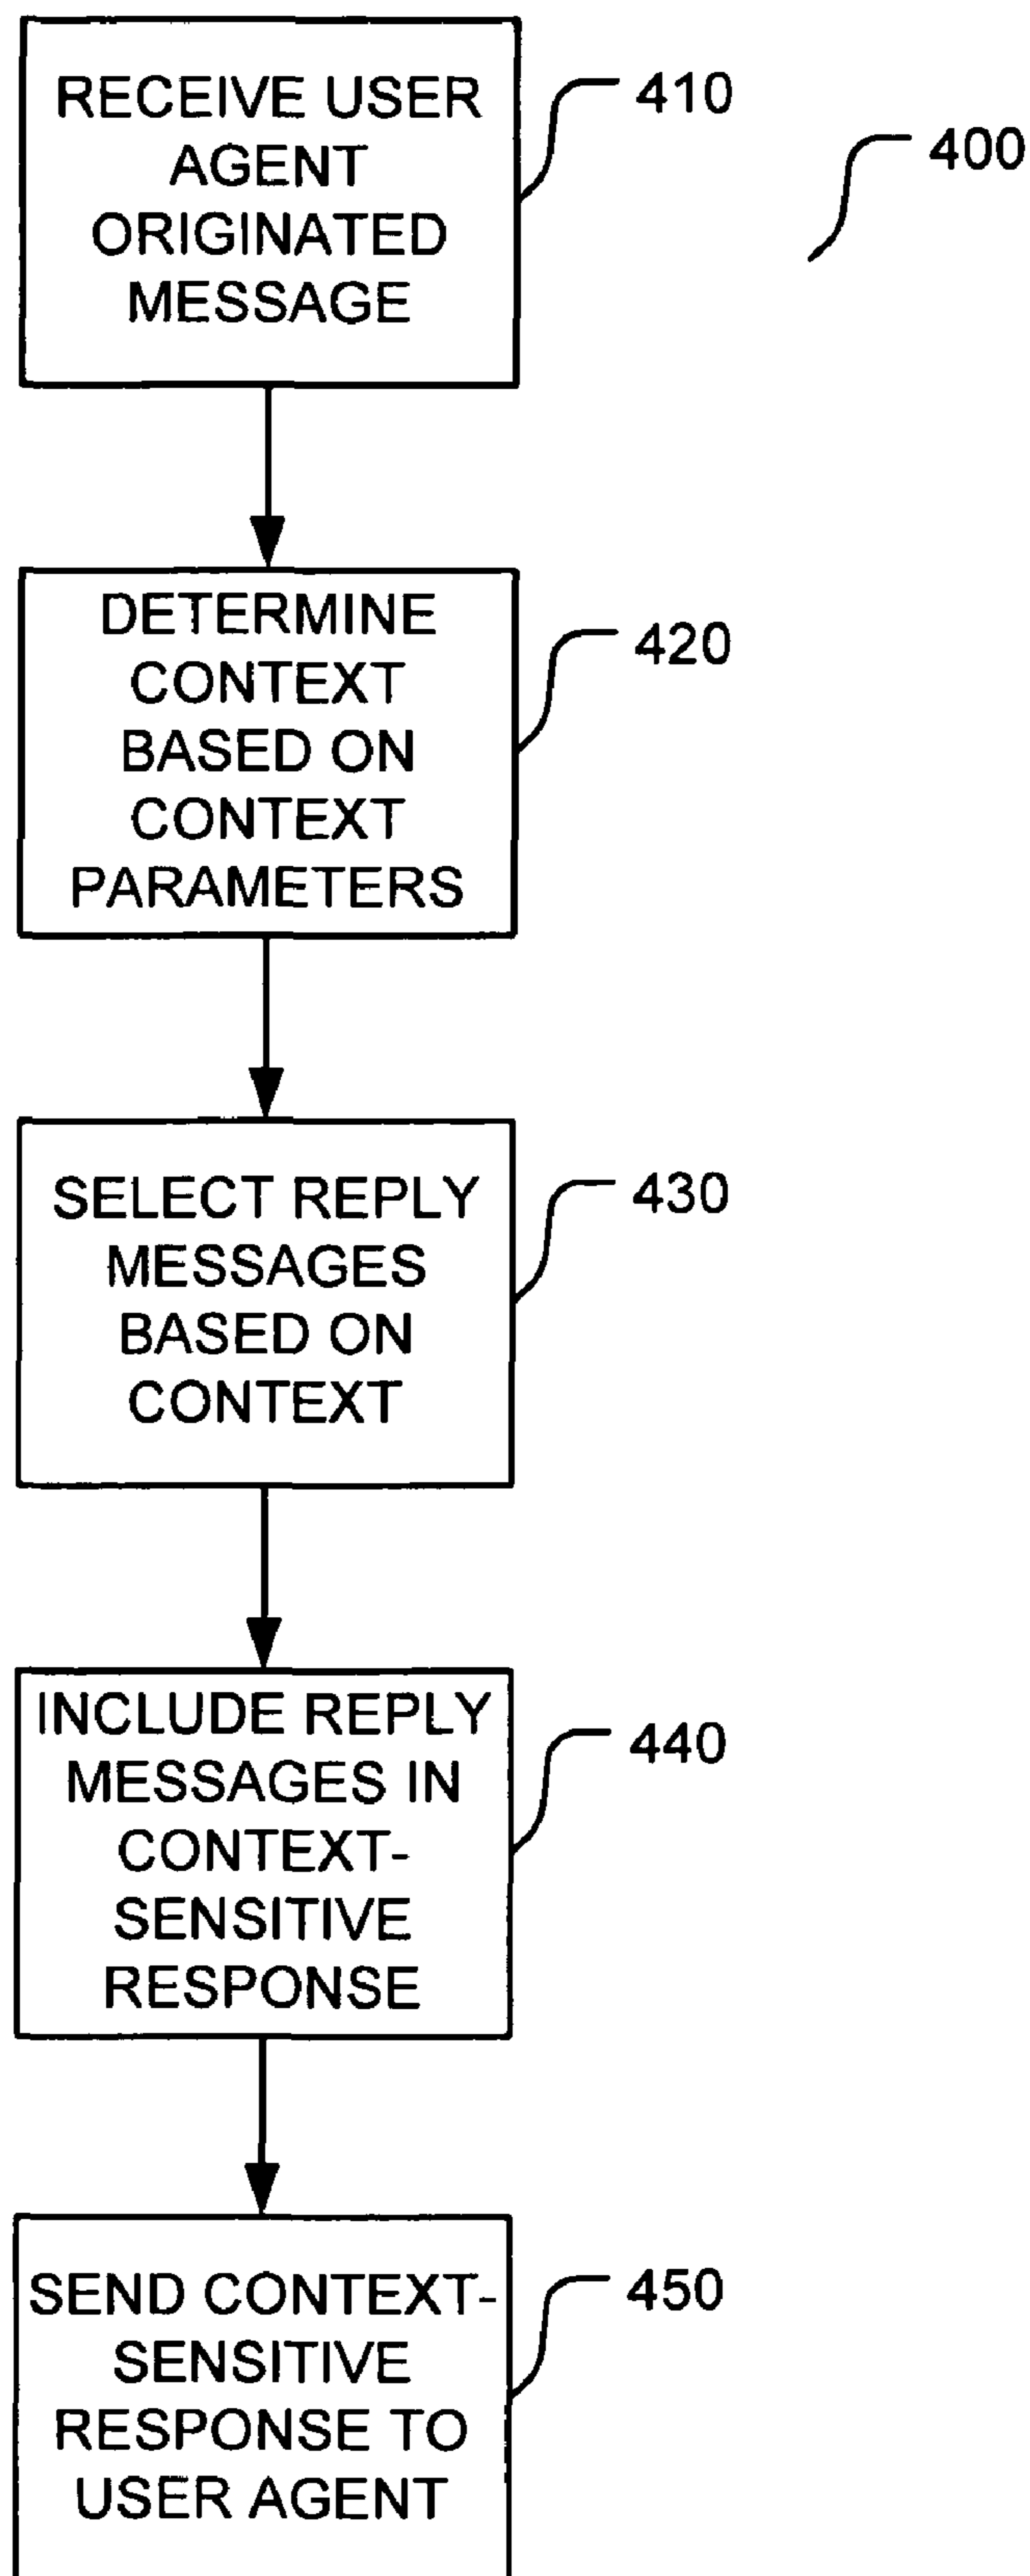 RECEIVE USER
AGENT
ORIGINATED
MESSAGE
410
400
DETERMINE
CONTEXT
BASED ON
CONTEXT
PARAMETERS
420
SELECT REPLY
MESSAGES
BASED ON
CONTEXT
430
INCLUDE REPLY
MESSAGES IN
CONTEXT-
SENSITIVE
RESPONSE
440
SEND CONTEXT-
SENSITIVE
RESPONSE TO
USER AGENT
450